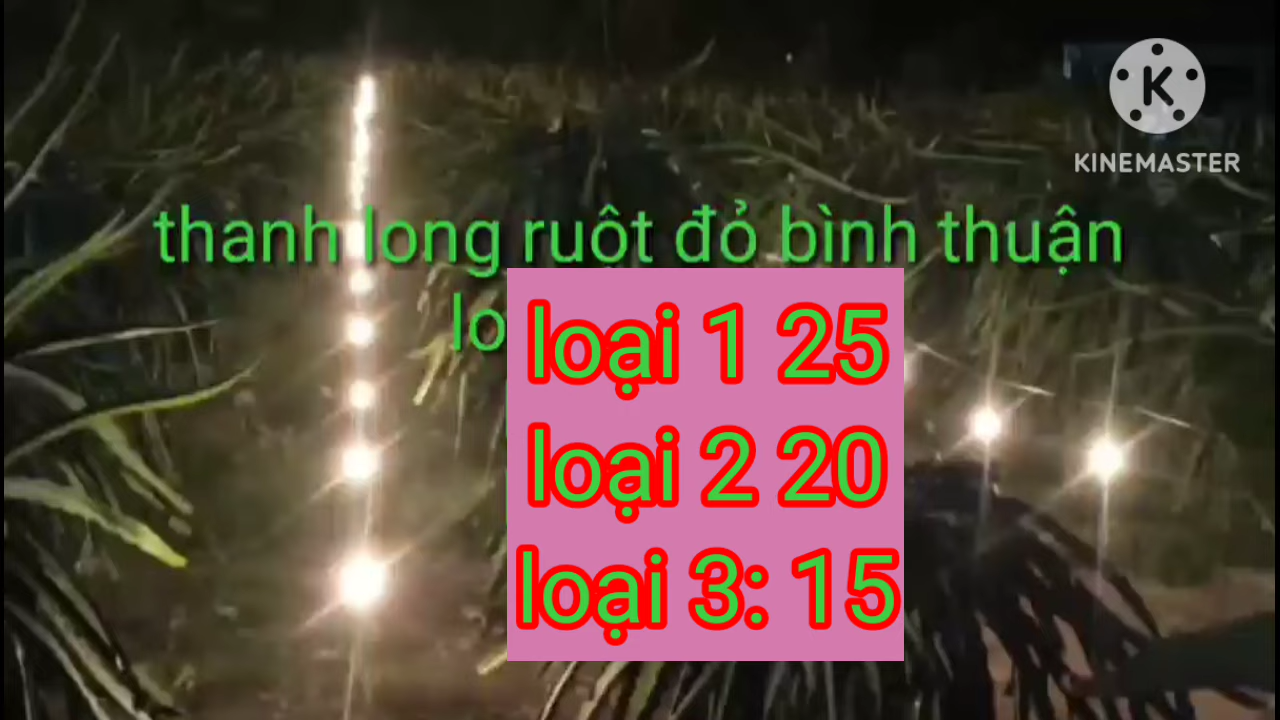 KINEMASTER
thanh long ruột đỏ bình thuận
loại 1 25
loại 2 20
loại 3: 15